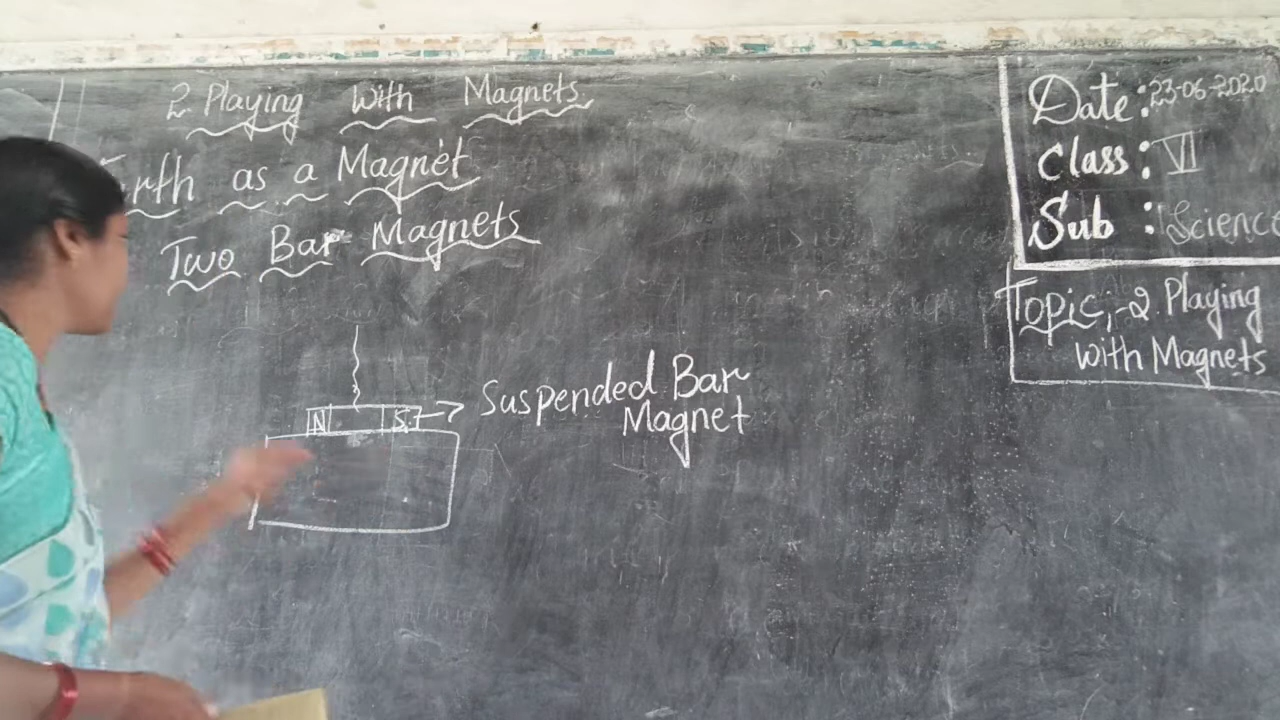 2 Playing With Magnets
Earth as a Magnet
Two Bar Magnets
N S
Suspended Bar
Magnet
Date: 23-06-2020
Class: VI
Sub : Science
Topic:-2 Playing
with Magnets